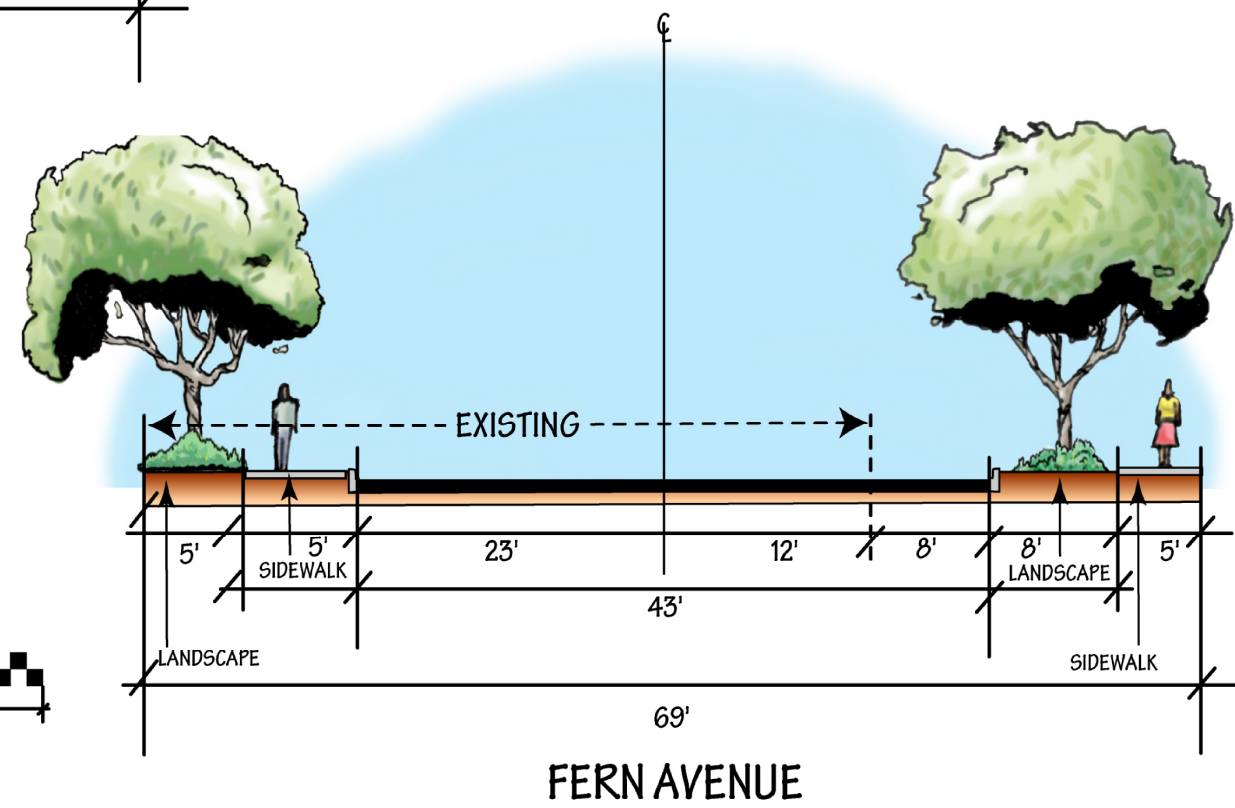 ℄
EXISTING
5'
5'
23'
12'
8'
8'
5'
SIDEWALK
LANDSCAPE
43'
LANDSCAPE
SIDEWALK
69'
FERN AVENUE